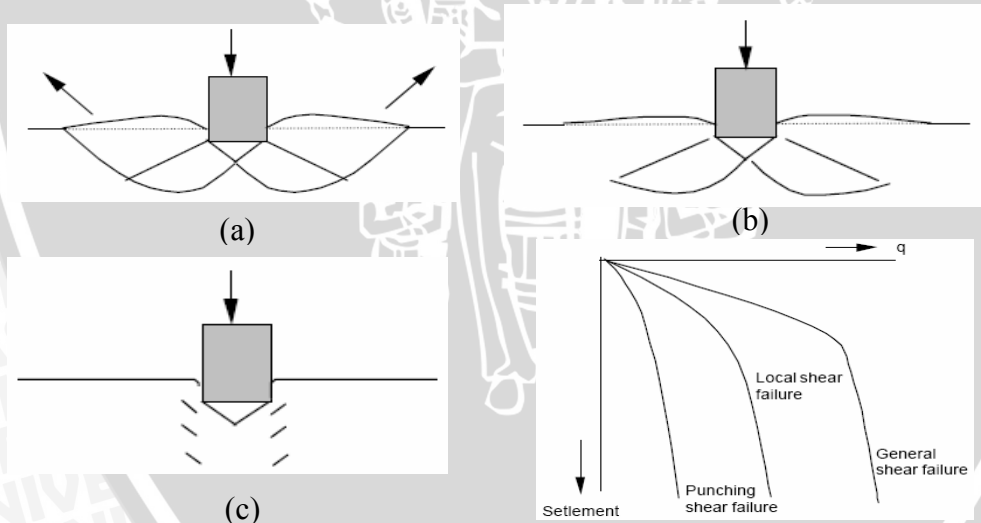 (a)
(b)
(c)
q
Local shear
failure
General
shear failure
Punching
shear failure
Setlement